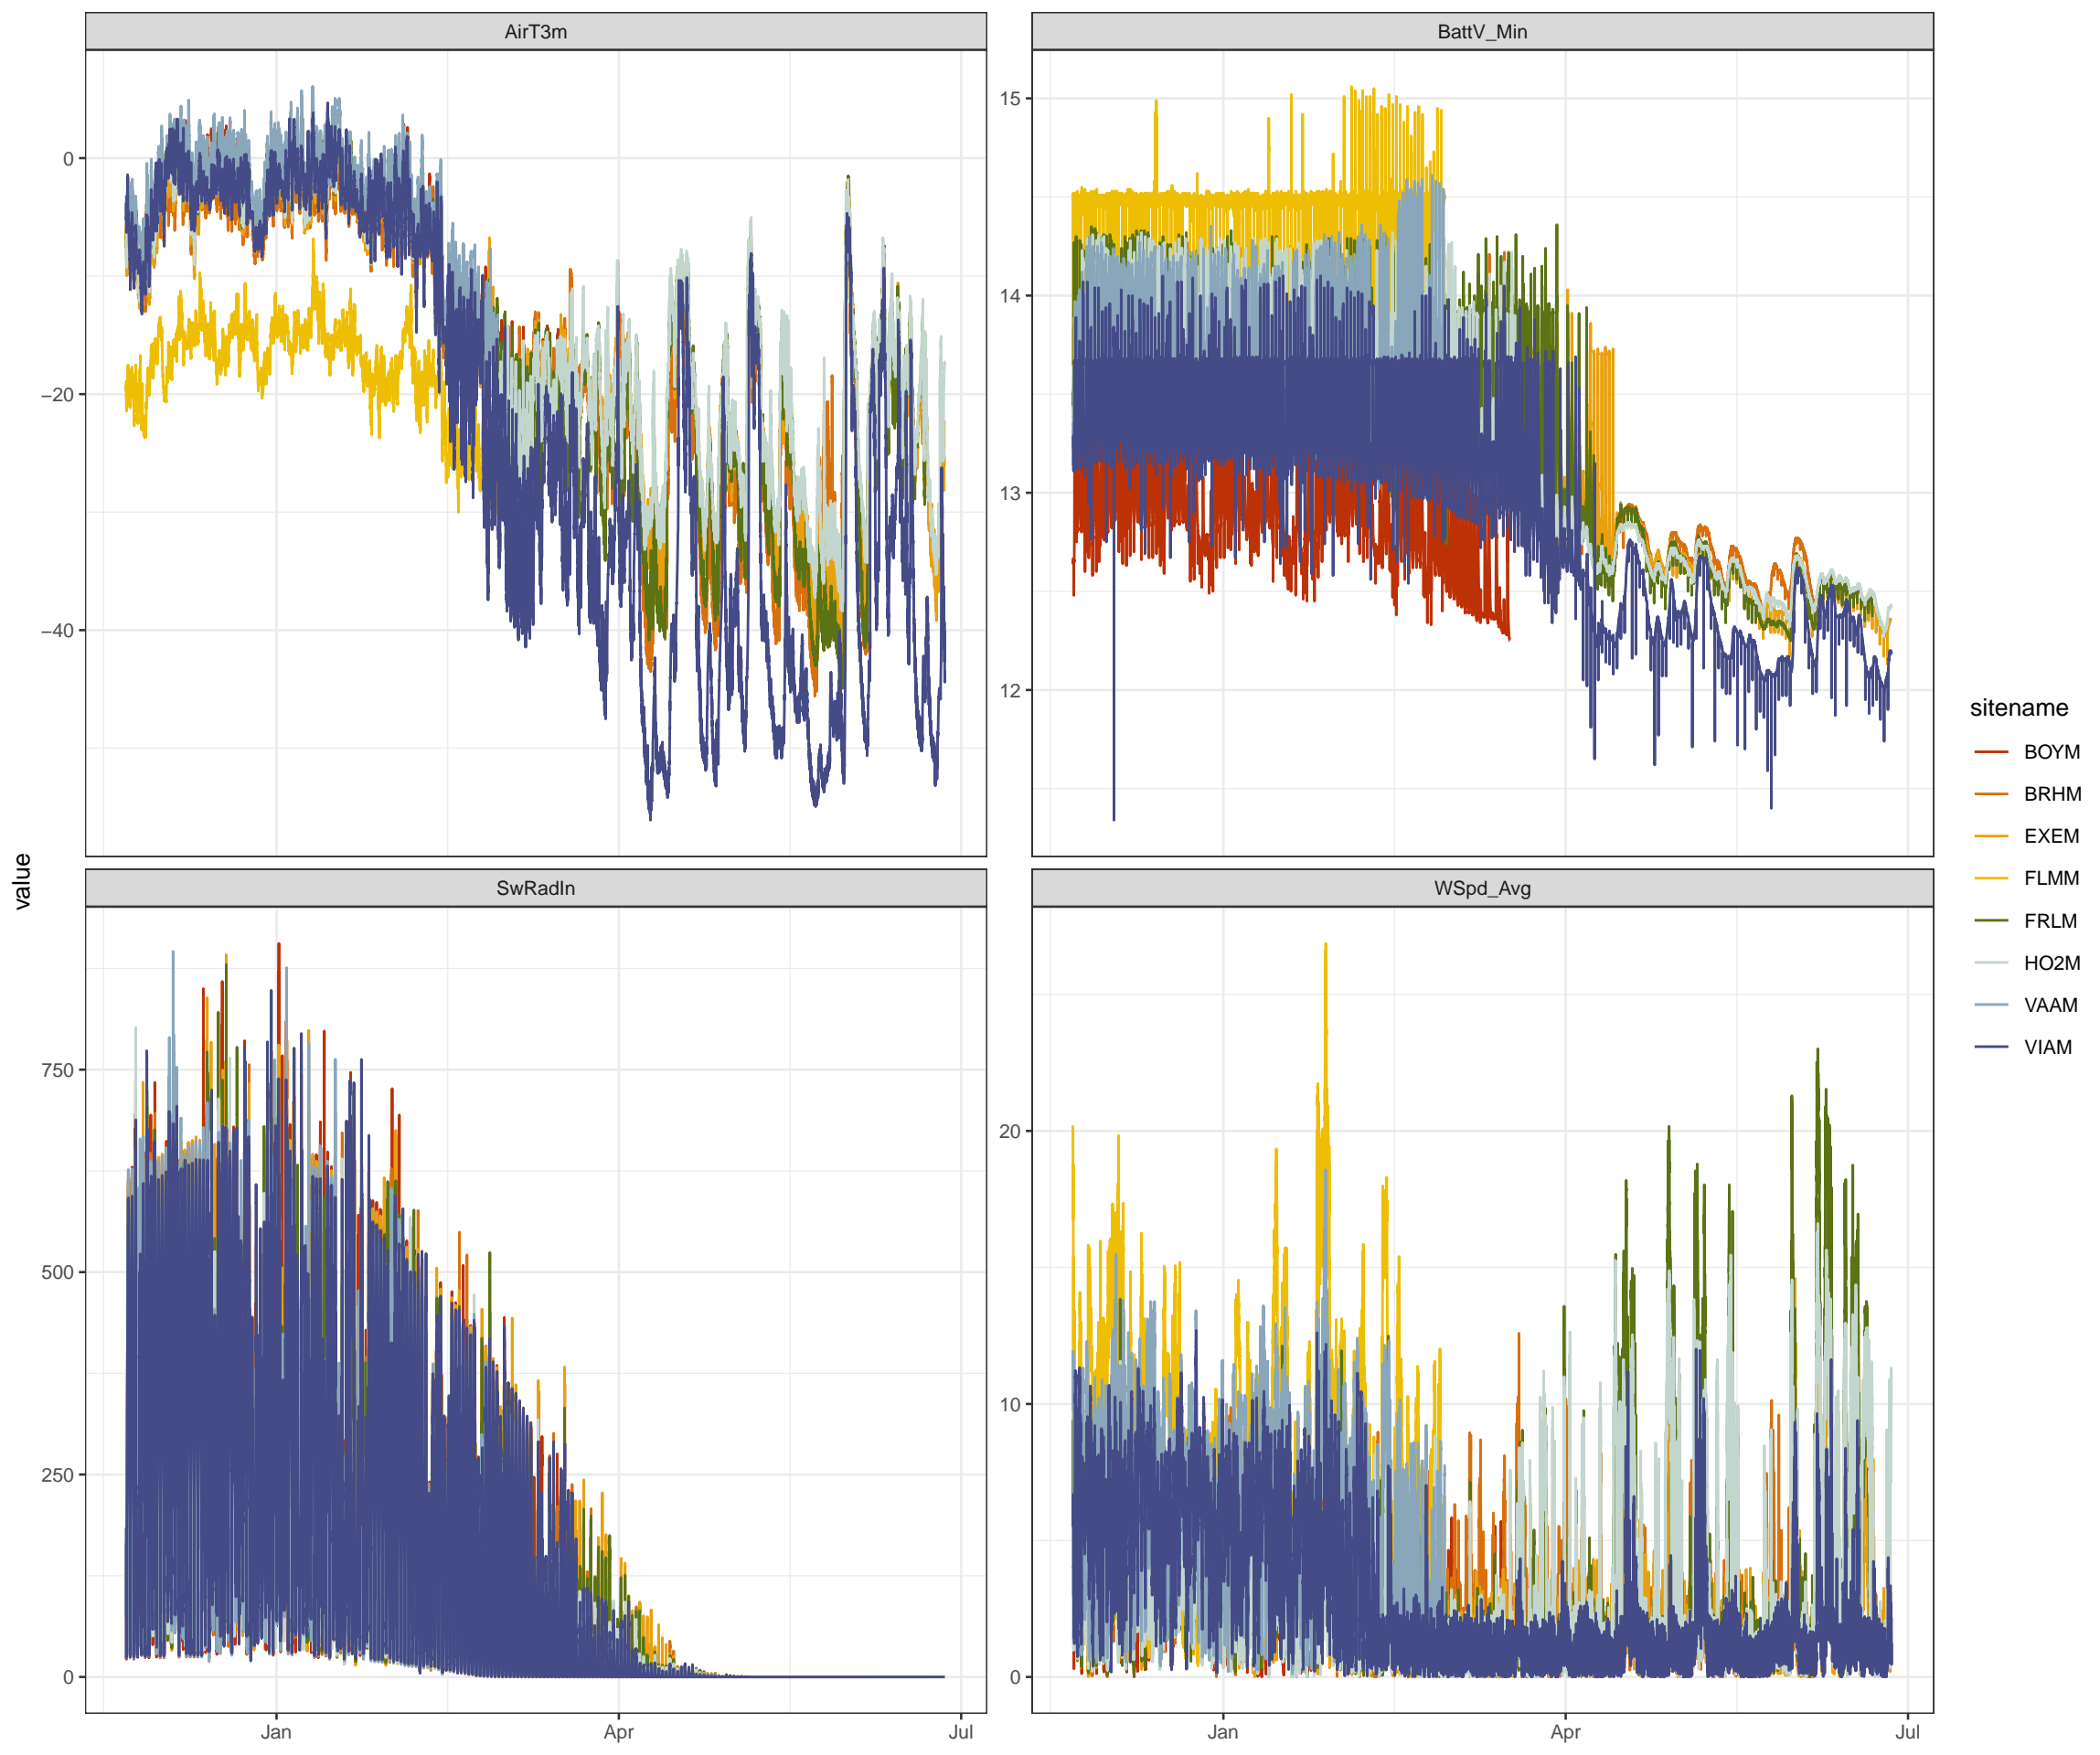 AirT3m
BattV_Min
0
−20
−40
15
14
13
12
SwRadIn
WSpd_Avg
750
500
250
0
20
10
0
Jan
Apr
Jul
Jan
Apr
Jul
value
sitename
BOYM
BRHM
EXEM
FLMM
FRLM
HO2M
VAAM
VIAM